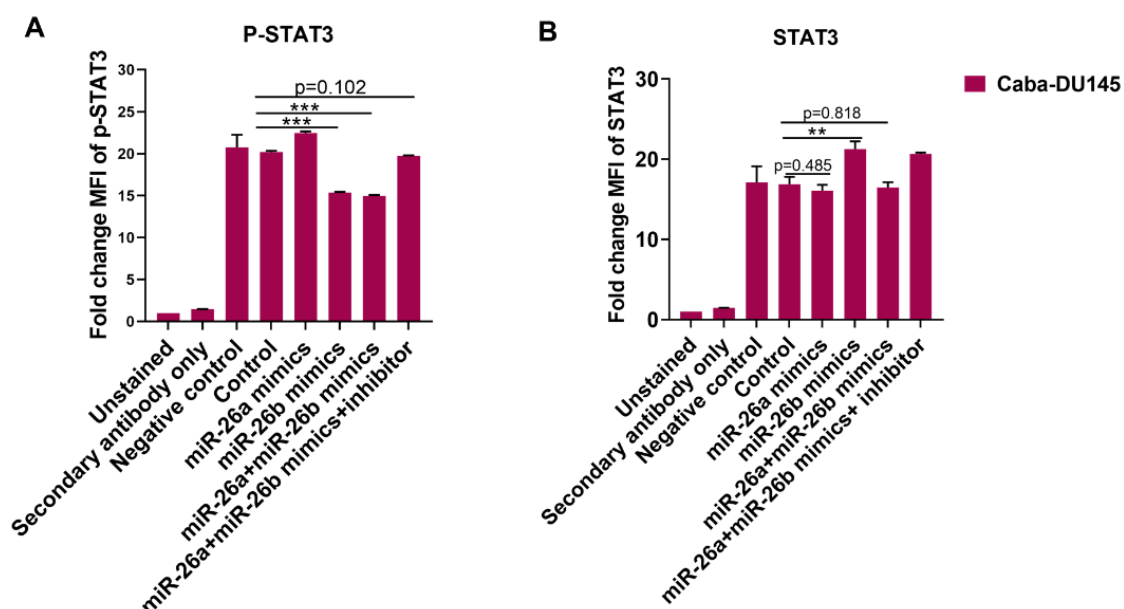 A
P-STAT3
Fold change MFI of p-STAT3
30
25
20
15
10
5
0
p=0.102
***
***
Unstained
Secondary antibody only
Negative control
Control
miR-26a mimics
miR-26b mimics
miR-26a+miR-26b mimics
miR-26a+miR-26b mimics+inhibitor
B
STAT3
Fold change MFI of STAT3
30
20
10
0
p=0.818
**
p=0.485
Unstained
Secondary antibody only
Negative control
Control
miR-26a mimics
miR-26b mimics
miR-26a+miR-26b mimics
miR-26a+miR-26b mimics+ inhibitor
Caba-DU145